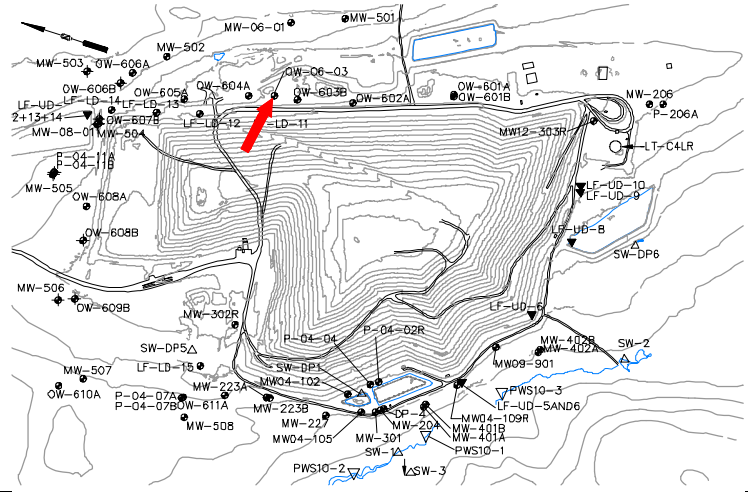 MW-501
MW-06-01
MW-502
MW-503
OW-606A
OW-06-03
OW-606B
OW-605A
OW-604A
OW-603B
OW-602A
OW-601A
OW-601B
MW-206
P-206A
LF-UD-
2+13+14
LF-LD-14
LF-LD-13
LF-LD-12
-LD-11
OW-607B
MW-08-01
MW-504
MW12-303R
LT-C4LR
P-04-11A
P-04-11B
MW-505
LF-UD-10
LF-UD-9
OW-608A
OW-608B
LF-UD-8
SW-DP6
MW-506
OW-609B
MW-302R
LF-UD-6
P-04-04
P-04-02R
SW-DP5
MW-402B
MW-402A
SW-2
LF-LD-15
SW-DP1
MW09-901
MW-507
MW-223A
MW04-102
OW-610A
P-04-07A
P-04-07B
OW-611A
MW-223B
PWS10-3
LF-UD-5AND6
MW-508
MW-227
DP-4
MW-204
MW04-109R
MW04-105
MW-301
MW-401B
MW-401A
SW-1
PWS10-1
PWS10-2
SW-3